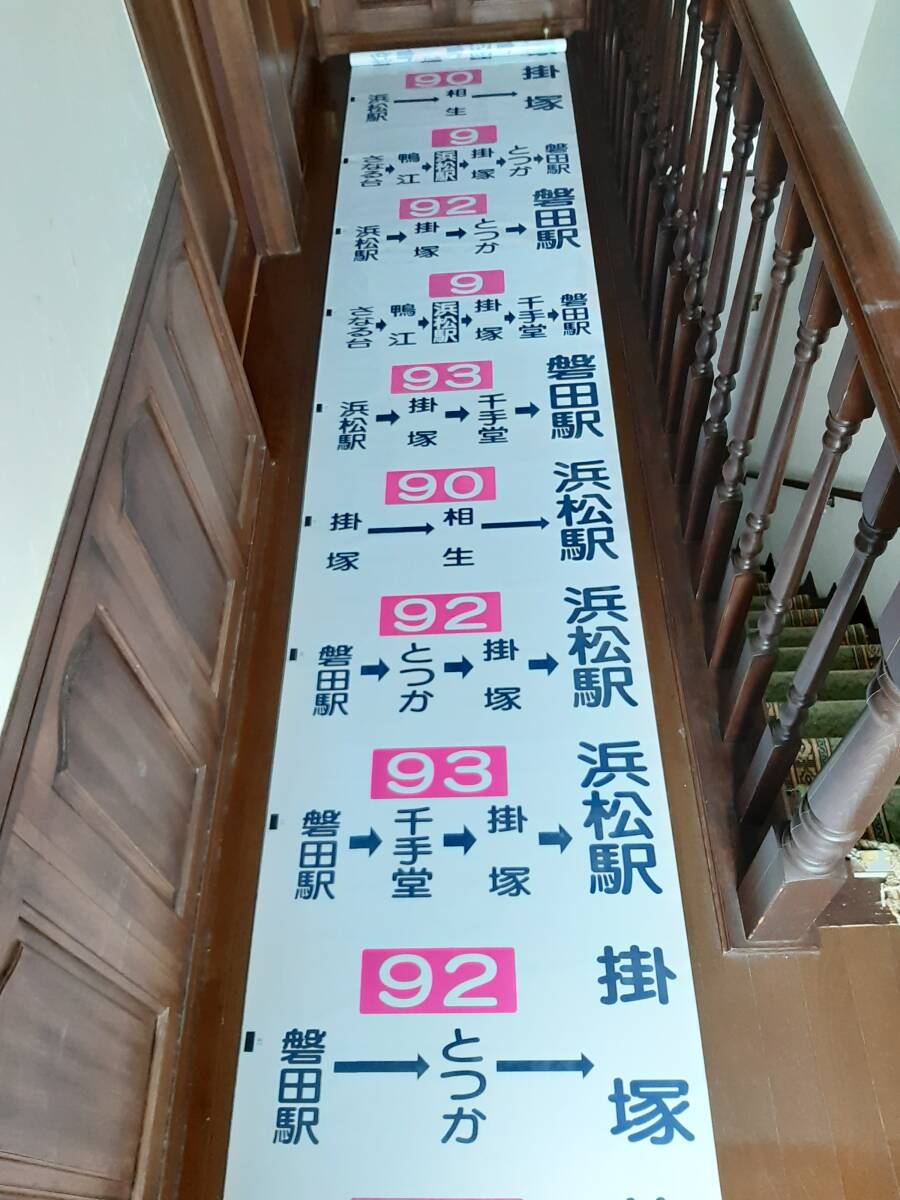 90
浜松駅→相生→掛塚
9
さなる台→鴨江→浜松駅→掛塚→とつか→磐田駅
92
浜松駅→掛塚→とつか→磐田駅
9
さなる台→鴨江→浜松駅→掛塚→千手堂→磐田駅
93
浜松駅→掛塚→千手堂→磐田駅
90
掛塚→相生→浜松駅
92
磐田駅→とつか→掛塚→浜松駅
93
磐田駅→千手堂→掛塚→浜松駅
92
磐田駅→とつか→掛塚